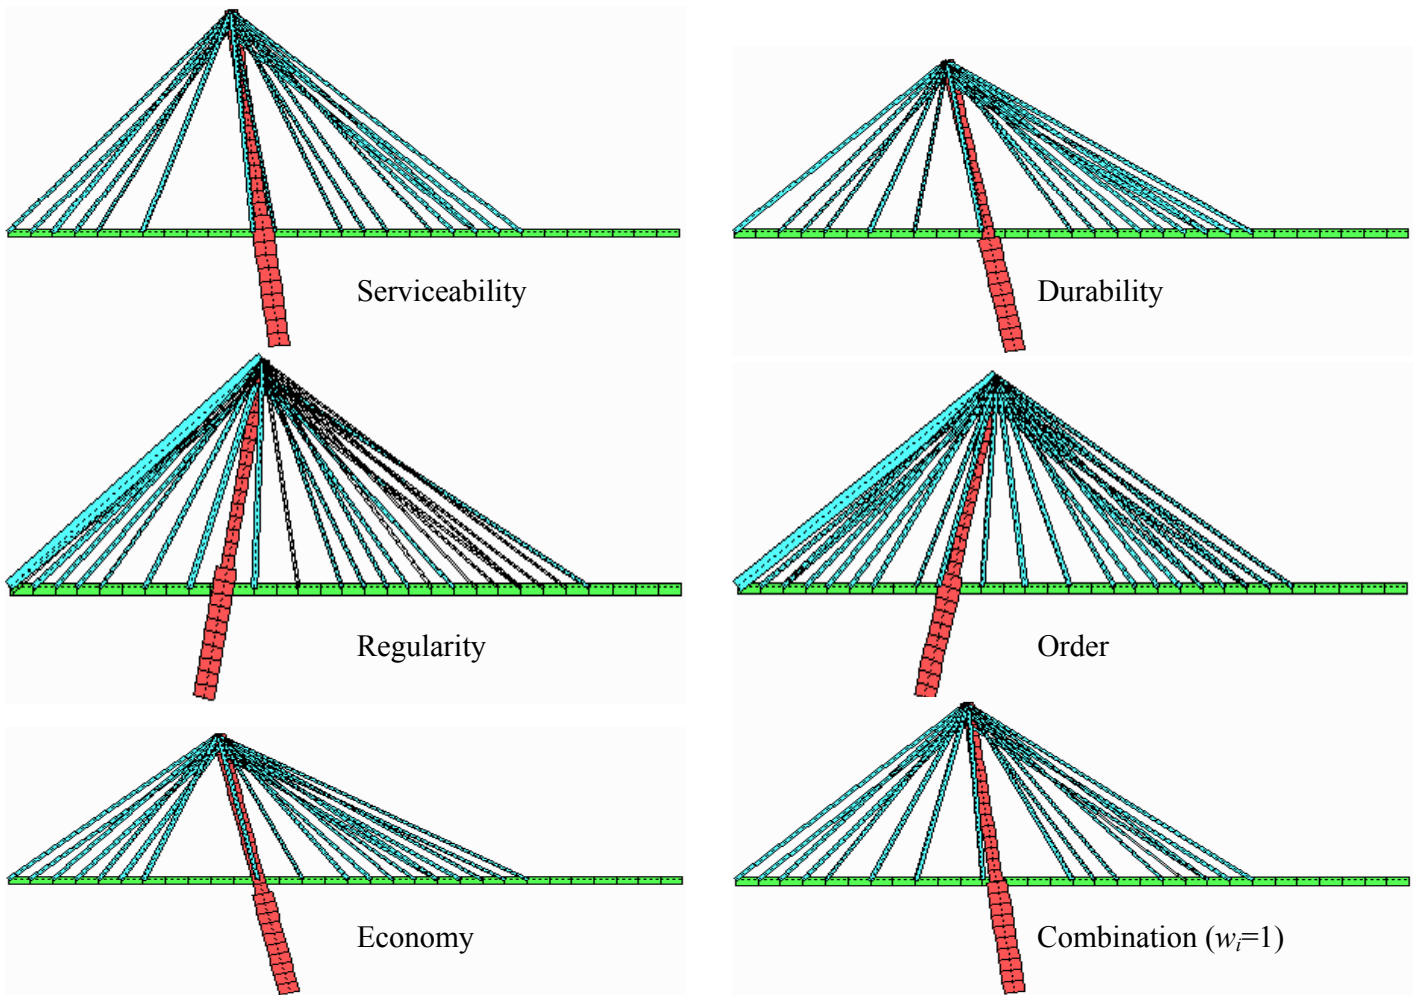 Serviceability
Durability
Regularity
Order
Economy
Combination (wi=1)